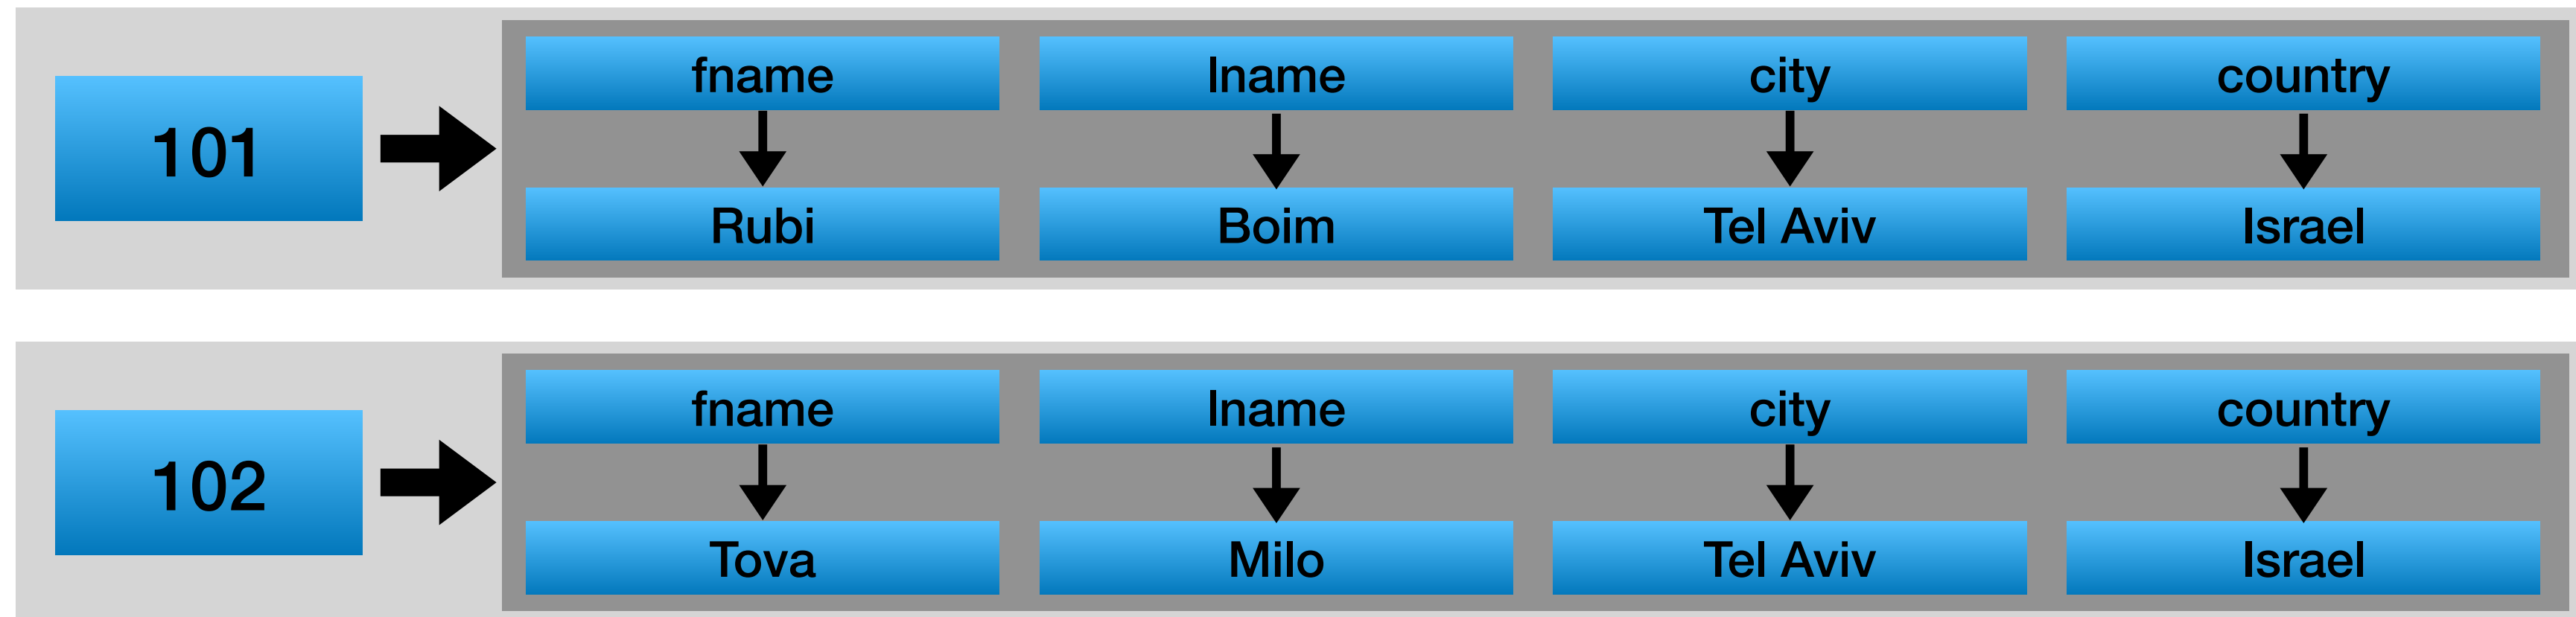 101
fname lname city country
Rubi Boim Tel Aviv Israel
102
fname lname city country
Tova Milo Tel Aviv Israel